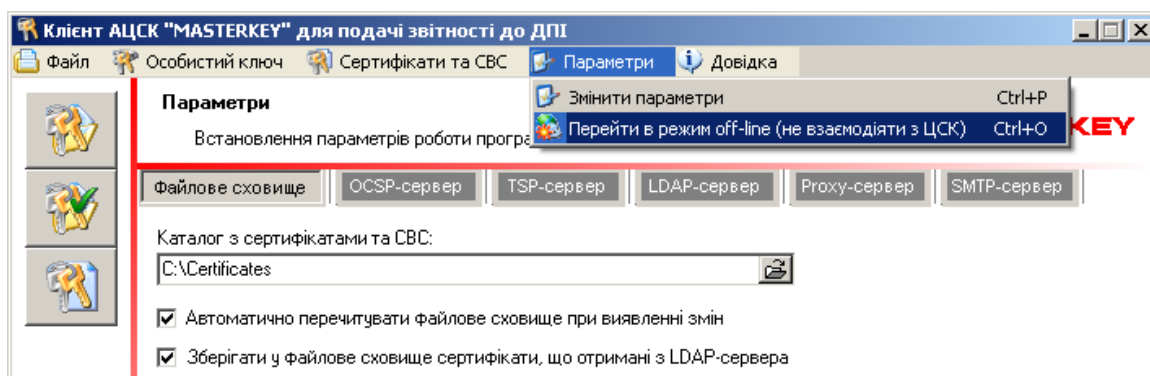 Клієнт АЦСК "MASTERKEY" для подачі звітності до ДПІ
Файл Особистий ключ Сертифікати та СВС Параметри Довідка
Параметри
Змінити параметри Ctrl+P
Встановлення параметрів роботи програ
Перейти в режим off-line (не взаємодіяти з ЦСК) Ctrl+O
KEY
Файлове сховище OCSP-сервер TSP-сервер LDAP-сервер Proxy-сервер SMTP-сервер
Каталог з сертифікатами та СВС:
C:\Certificates
Автоматично перечитувати файлове сховище при виявленні змін
Зберігати у файлове сховище сертифікати, що отримані з LDAP-сервера